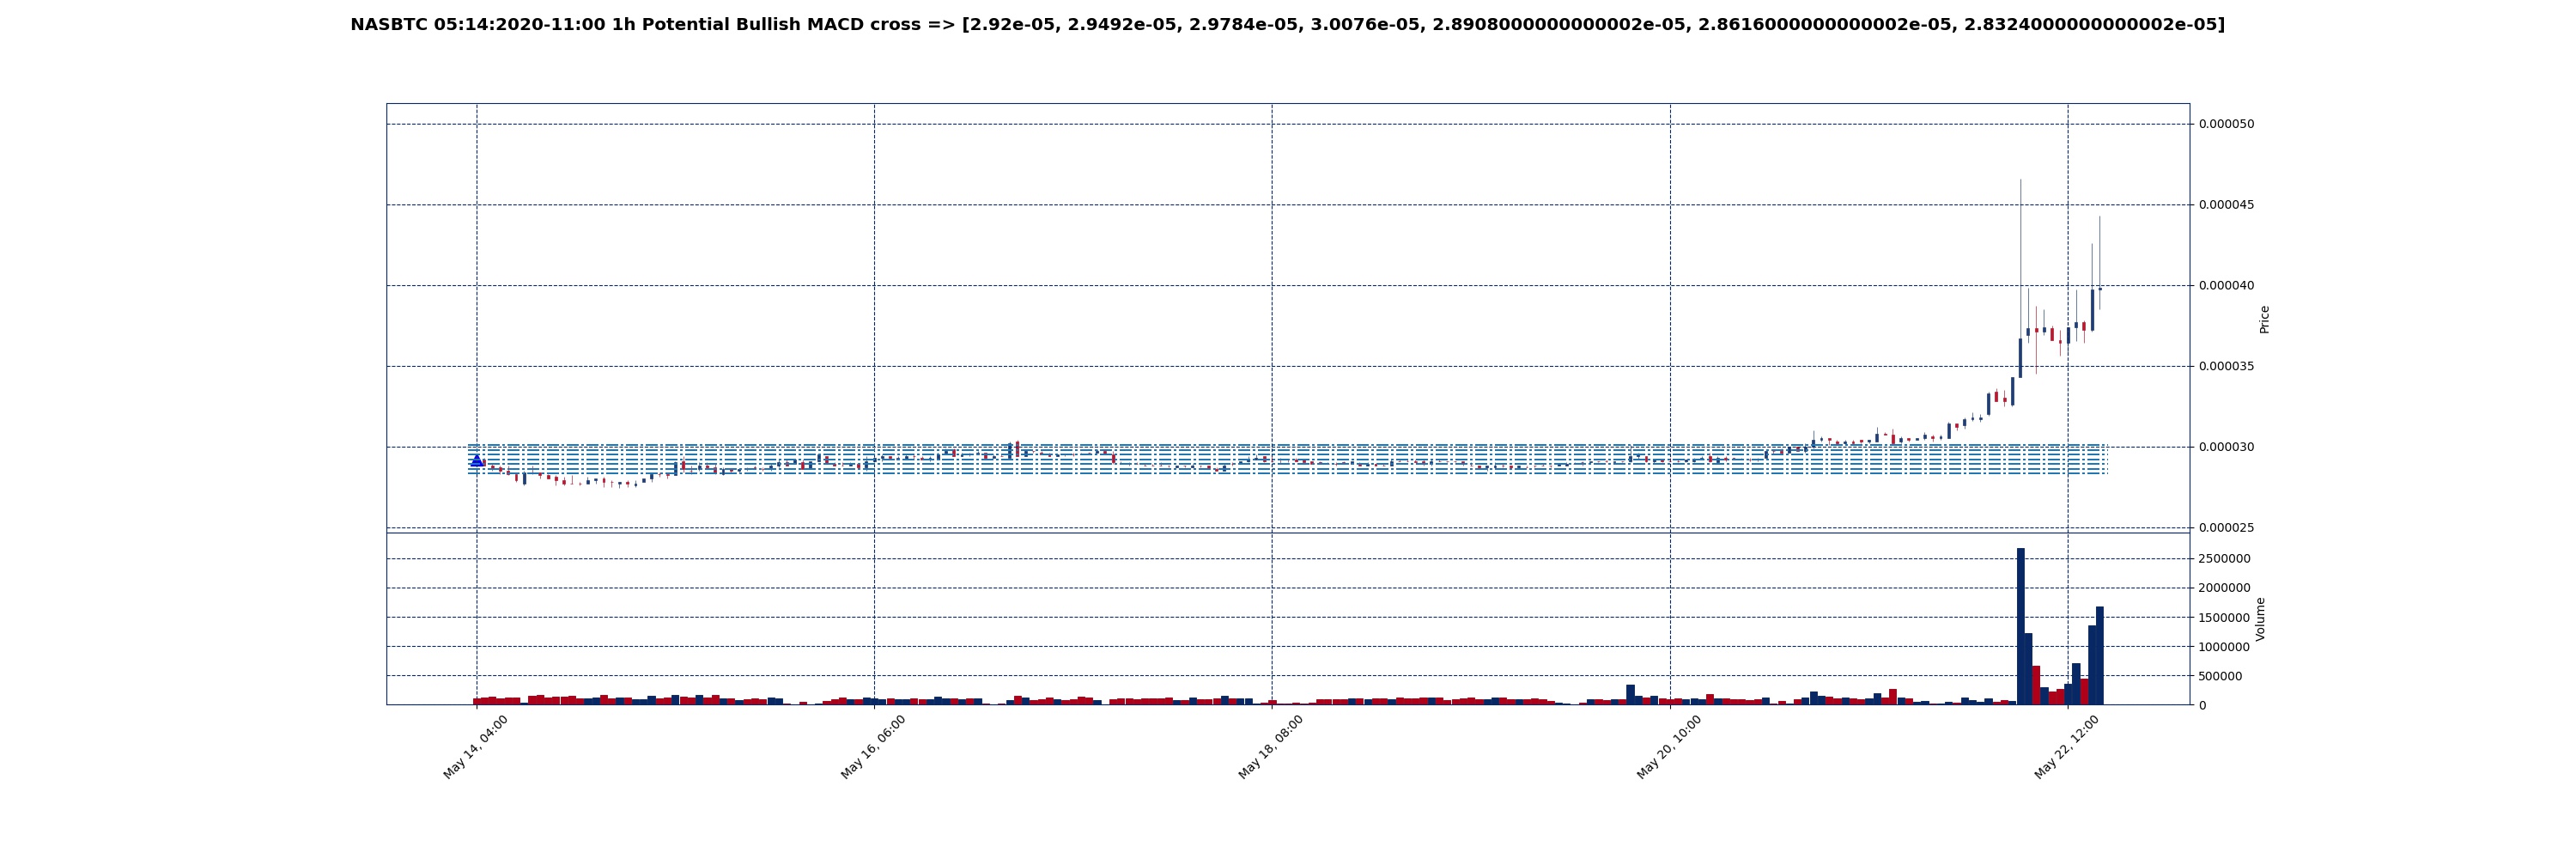 NASBTC 05:14:2020-11:00 1h Potential Bullish MACD cross => [2.92e-05, 2.9492e-05, 2.9784e-05, 3.0076e-05, 2.8908000000000002e-05, 2.8616000000000002e-05, 2.8324000000000002e-05]
0.000050
0.000045
0.000040
Price
0.000035
0.000030
0.000025
2500000
2000000
1500000
Volume
1000000
500000
0
May 14, 04:00
May 16, 06:00
May 18, 08:00
May 20, 10:00
May 22, 12:00